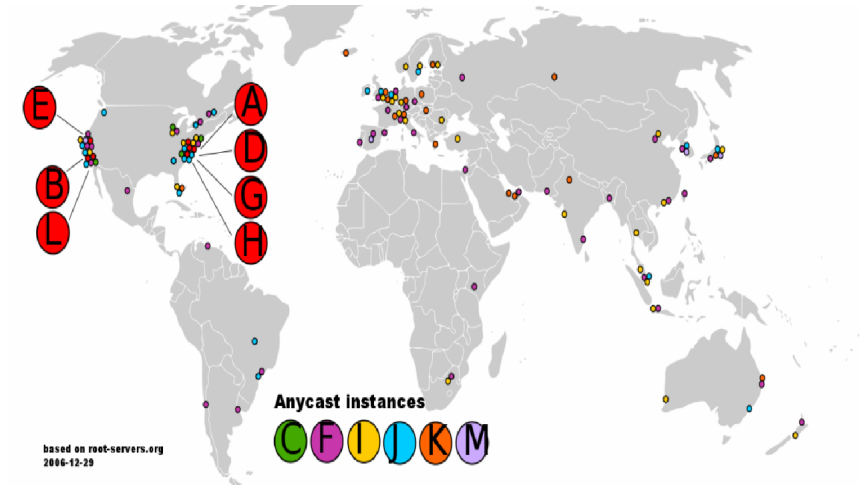 E
A
D
B
G
L
H
Anycast instances
C F I J K M
based on root-servers.org
2006-12-29